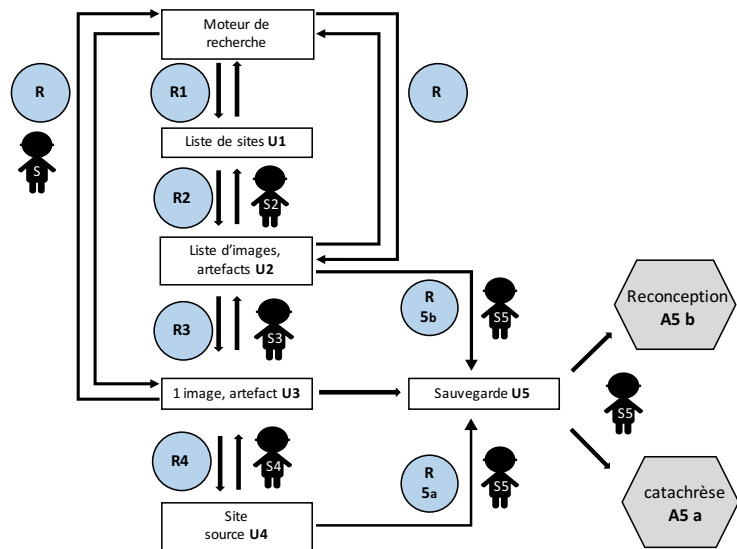 Moteur de
recherche
R
R1
R
S
Liste de sites U1
R2
S2
Liste d'images,
artefacts U2
R
5b
S5
Reconception
A5 b
R3
S3
1 image, artefact U3
Sauvegarde U5
S5
R4
S4
R
5a
S5
catachrèse
A5 a
Site
source U4